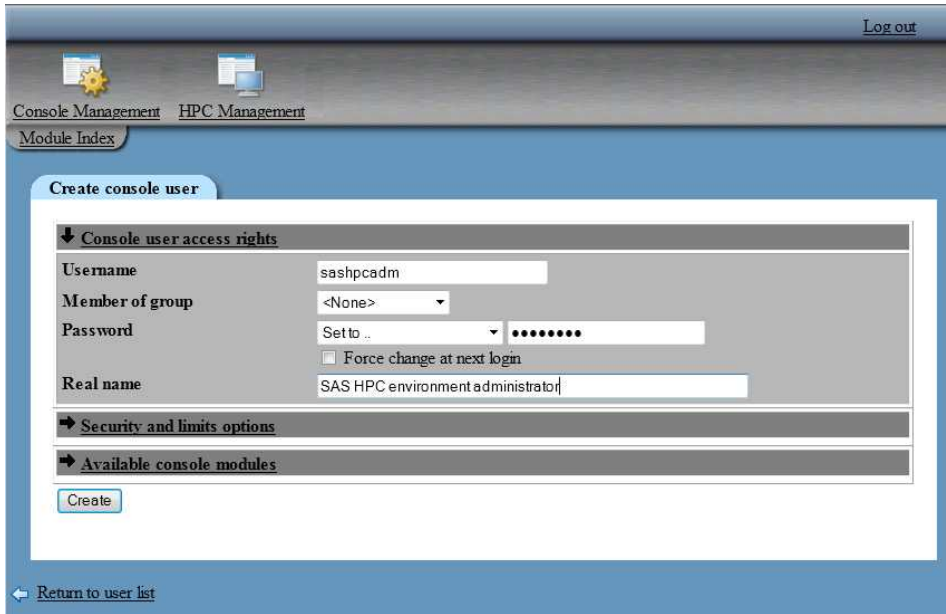 Log out
Console Management HPC Management
Module Index
Create console user
Console user access rights
Username sashpcadm
Member of group <None>
Password Set to .. ••••••••
Force change at next login
Real name SAS HPC environment administrator
Security and limits options
Available console modules
Create
Return to user list